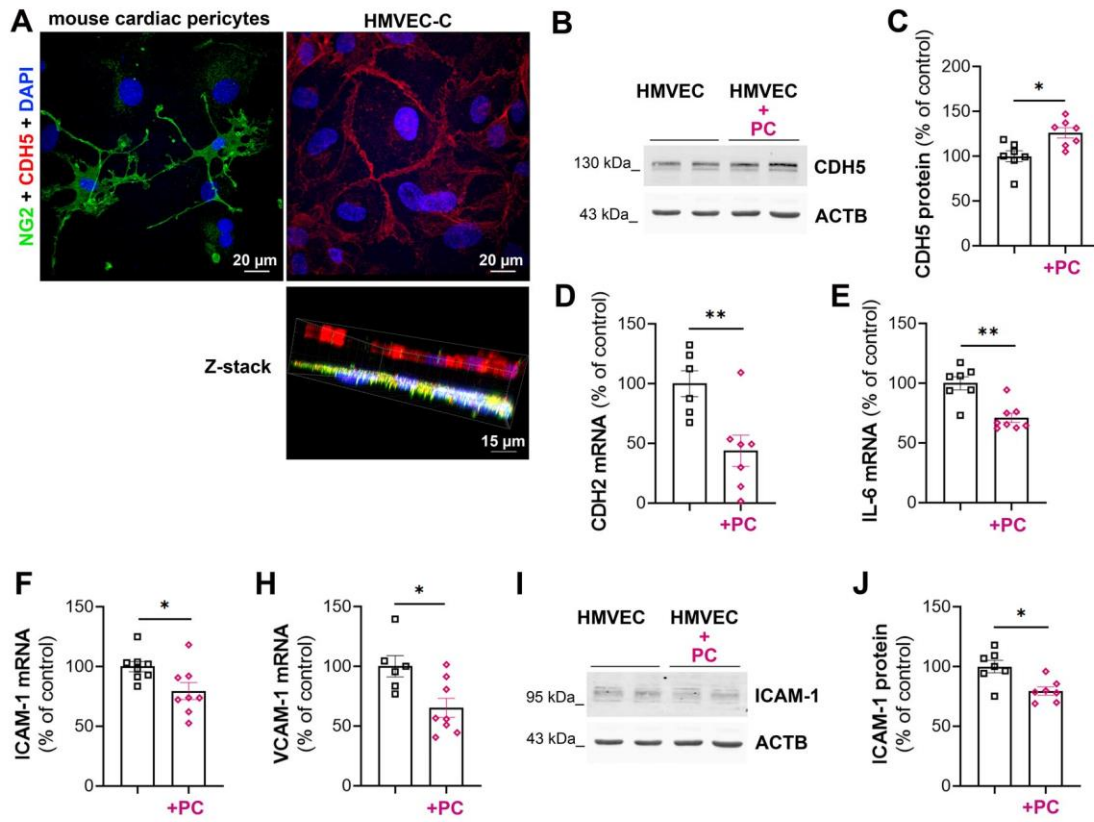 A
mouse cardiac pericytes
HMVEC-C
NG2 + CDH5 + DAPI
20 µm
20 µm
Z-stack
15 µm
B
HMVEC
HMVEC
+
PC
130 kDa_
CDH5
43 kDa_
ACTB
C
CDH5 protein (% of control)
200
150
100
50
0
*
+PC
D
CDH2 mRNA (% of control)
150
100
50
0
**
+PC
E
IL-6 mRNA (% of control)
150
100
50
0
**
+PC
F
ICAM-1 mRNA
(% of control)
150
100
50
0
*
+PC
H
VCAM-1 mRNA
(% of control)
150
100
50
0
*
+PC
I
HMVEC
HMVEC
+
PC
95 kDa_
ICAM-1
43 kDa_
ACTB
J
ICAM-1 protein
(% of control)
150
100
50
0
*
+PC